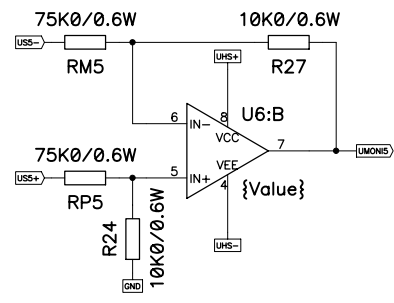 75K0/0.6W
10K0/0.6W
US5-
RM5
UHS+
R27
8
U6:B
6
IN-
VCC
7
UMONI5
75K0/0.6W
VEE
US5+
5
IN+
4
{Value}
RP5
R24
10K0/0.6W
UHS-
GND